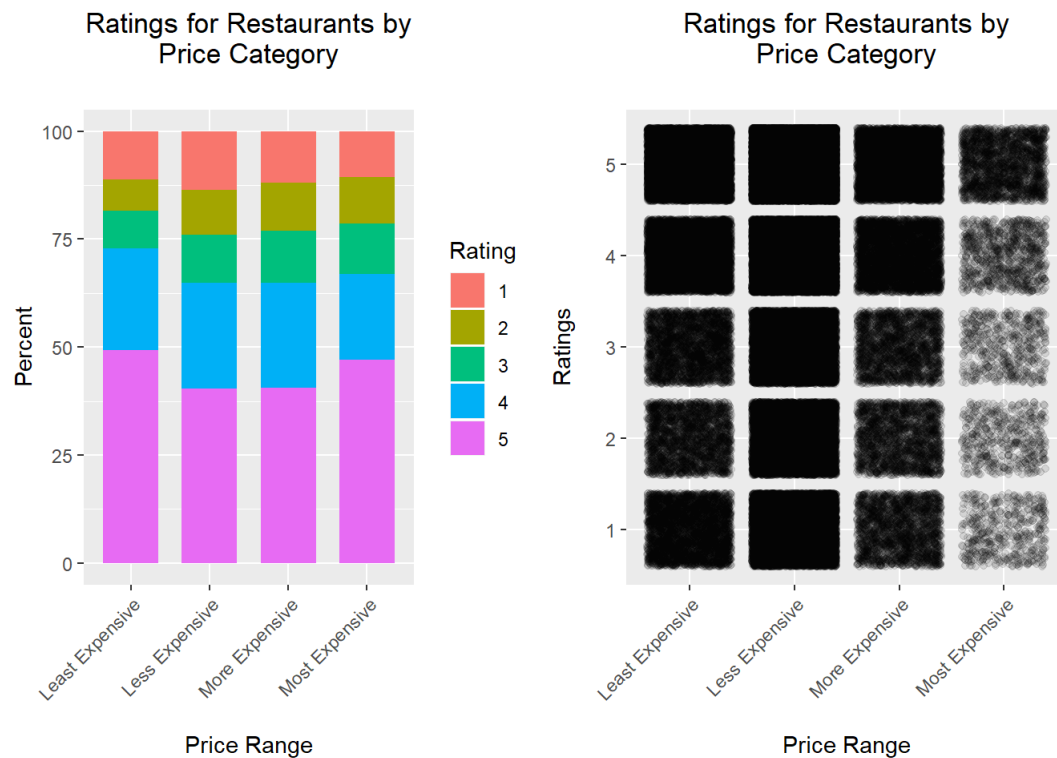 Ratings for Restaurants by
Price Category
Percent
100
75
50
25
0
Least Expensive
Less Expensive
More Expensive
Most Expensive
Price Range
Rating
1
2
3
4
5
Ratings for Restaurants by
Price Category
Ratings
5
4
3
2
1
Least Expensive
Less Expensive
More Expensive
Most Expensive
Price Range